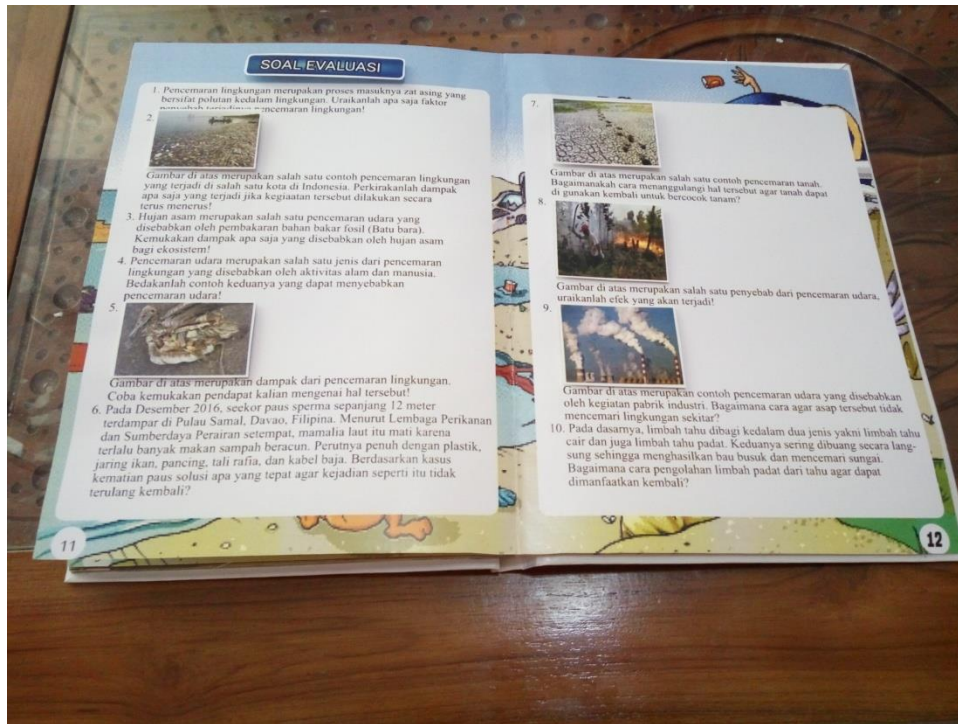 SOAL EVALUASI
1. Pencemaran lingkungan merupakan proses masuknya zat asing yang
bersifat polutan kedalam lingkungan. Uraikanlah apa saja faktor
penyebab terjadinya pencemaran lingkungan!
2.
Gambar di atas merupakan salah satu contoh pencemaran lingkungan
yang terjadi di salah satu kota di Indonesia. Perkirakanlah dampak
apa saja yang terjadi jika kegiaatan tersebut dilakukan secara
terus menerus!
3. Hujan asam merupakan salah satu pencemaran udara yang
disebabkan oleh pembakaran bahan bakar fosil (Batu bara).
Kemukakan dampak apa saja yang disebabkan oleh hujan asam
bagi ekosistem!
4. Pencemaran udara merupakan salah satu jenis dari pencemaran
lingkungan yang disebabkan oleh aktivitas alam dan manusia.
Bedakanlah contoh keduanya yang dapat menyebabkan
pencemaran udara!
5.
Gambar di atas merupakan dampak dari pencemaran lingkungan.
Coba kemukakan pendapat kalian mengenai hal tersebut!
6. Pada Desember 2016, seekor paus sperma sepanjang 12 meter
terdampar di Pulau Samal, Davao, Filipina. Menurut Lembaga Perikanan
dan Sumberdaya Perairan setempat, mamalia laut itu mati karena
terlalu banyak makan sampah beracun. Perutnya penuh dengan plastik,
jaring ikan, pancing, tali rafia, dan kabel baja. Berdasarkan kasus
kematian paus solusi apa yang tepat agar kejadian seperti itu tidak
terulang kembali?
11
7.
Gambar di atas merupakan salah satu contoh pencemaran tanah.
Bagaimanakah cara menanggulangi hal tersebut agar tanah dapat
di gunakan kembali untuk bercocok tanam?
8.
Gambar di atas merupakan salah satu penyebab dari pencemaran udara,
uraikanlah efek yang akan terjadi!
9.
Gambar di atas merupakan contoh pencemaran udara yang disebabkan
oleh kegiatan pabrik industri. Bagaimana cara agar asap tersebut tidak
mencemari lingkungan sekitar?
10. Pada dasarnya, limbah tahu dibagi kedalam dua jenis yakni limbah tahu
cair dan juga limbah tahu padat. Keduanya sering dibuang secara lang-
sung sehingga menghasilkan bau busuk dan mencemari sungai.
Bagaimana cara pengolahan limbah padat dari tahu agar dapat
dimanfaatkan kembali?
12